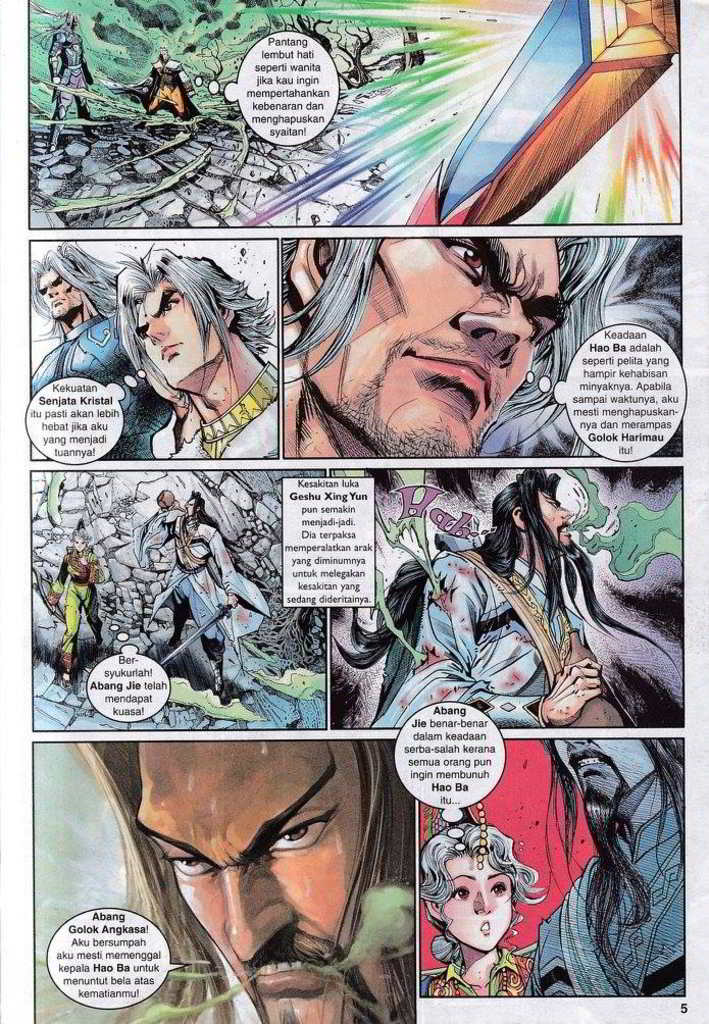 Pantang
lembut hati
seperti wanita
jika kau ingin
mempertahankan
kebenaran dan
menghapuskan
syaitan!
Kekuatan
Senjata Kristal
itu pasti akan lebih
hebat jika aku
yang menjadi
tuannya!
Keadaan
Hao Ba adalah
seperti pelita yang
hampir kehabisan
minyaknya. Apabila
sampai waktunya, aku
mesti menghapuskan-
nya dan merampas
Golok Harimau
itu!
Ber-
syukurlah!
Abang Jie telah
mendapat
kuasa!
Kesakitan luka
Geshu Xing Yun
pun semakin
menjadi-jadi.
Dia terpaksa
memperalatkan arak
yang diminumnya
untuk melegakan
kesakitan yang
sedang dideritainya.
Hah
Abang
Golok Angkasa!
Aku bersumpah
aku mesti memenggal
kepala Hao Ba untuk
menuntut bela atas
kematianmu!
Abang
Jie benar-benar
dalam keadaan
serba-salah kerana
semua orang pun
ingin membunuh
Hao Ba
itu...
5